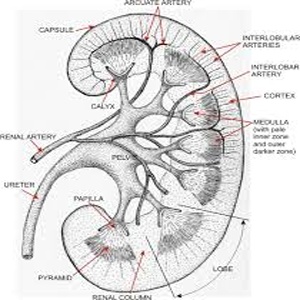 ARCUATE ARTERY
CAPSULE
INTERLOBULAR
ARTERIES
INTERLOBAR
ARTERY
CORTEX
CALYX
MEDULLA
(with pale
inner zone
and outer
darker zone)
RENAL ARTERY
PELVIS
URETER
PAPILLA
PYRAMID
RENAL COLUMN
LOBE